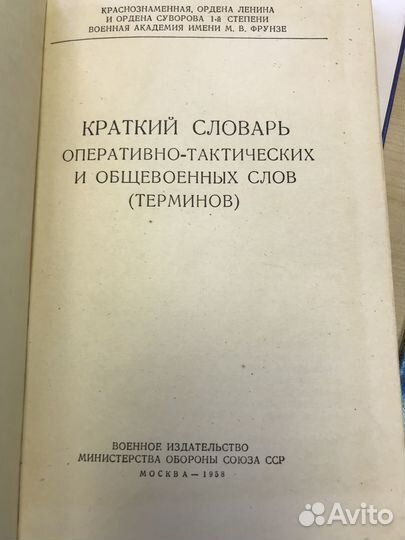 КРАСНОЗНАМЕННАЯ, ОРДЕНА ЛЕНИНА
И ОРДЕНА СУВОРОВА 1-й СТЕПЕНИ
ВОЕННАЯ АКАДЕМИЯ ИМЕНИ М. В. ФРУНЗЕ
КРАТКИЙ СЛОВАРЬ
ОПЕРАТИВНО-ТАКТИЧЕСКИХ
И ОБЩЕВОЕННЫХ СЛОВ
(ТЕРМИНОВ)
ВОЕННОЕ ИЗДАТЕЛЬСТВО
МИНИСТЕРСТВА ОБОРОНЫ СОЮЗА ССР
МОСКВА — 1958
Avito